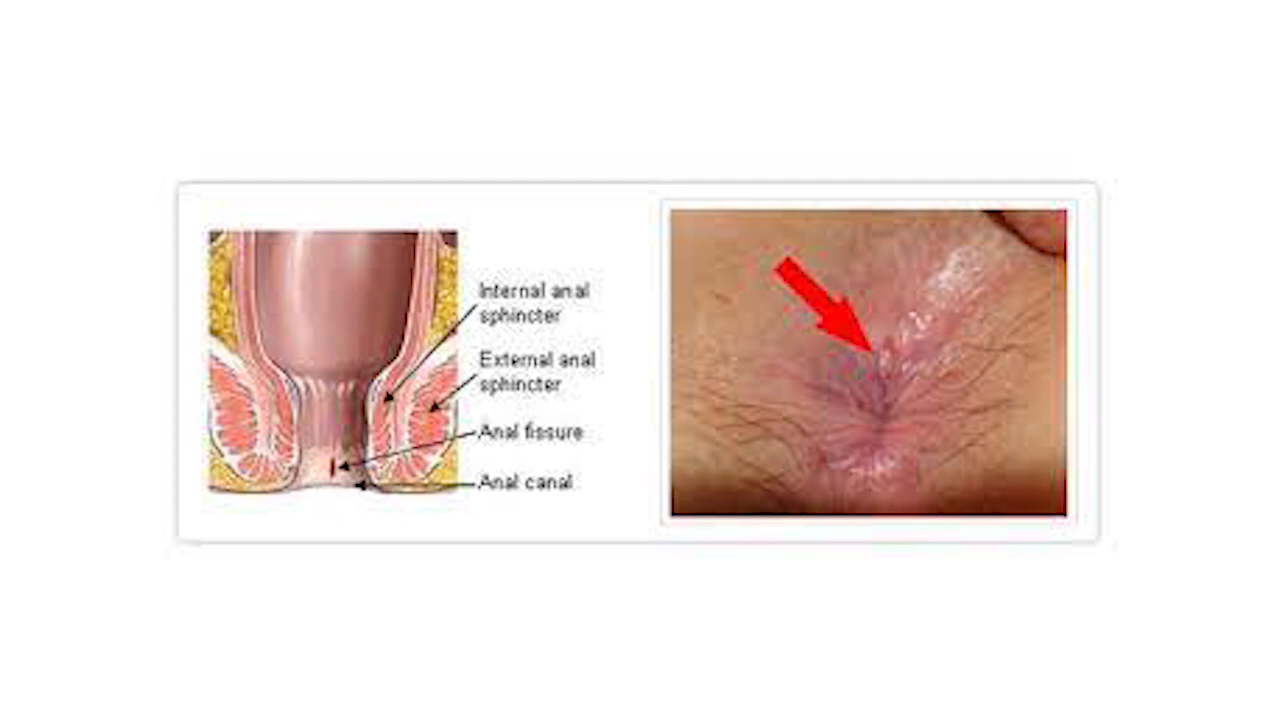 Internal anal
sphincter
External anal
sphincter
Anal fissure
Anal canal